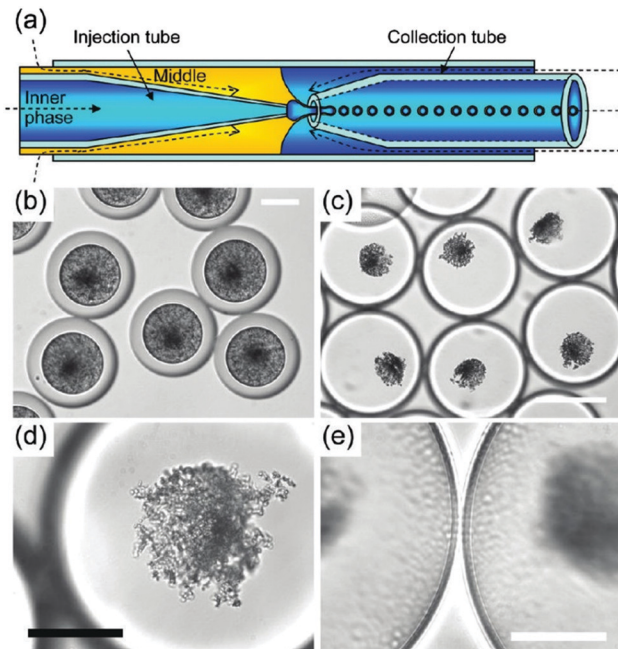 (a)
Injection tube
Collection tube
Middle
Inner
phase
(b)
(c)
(d)
(e)